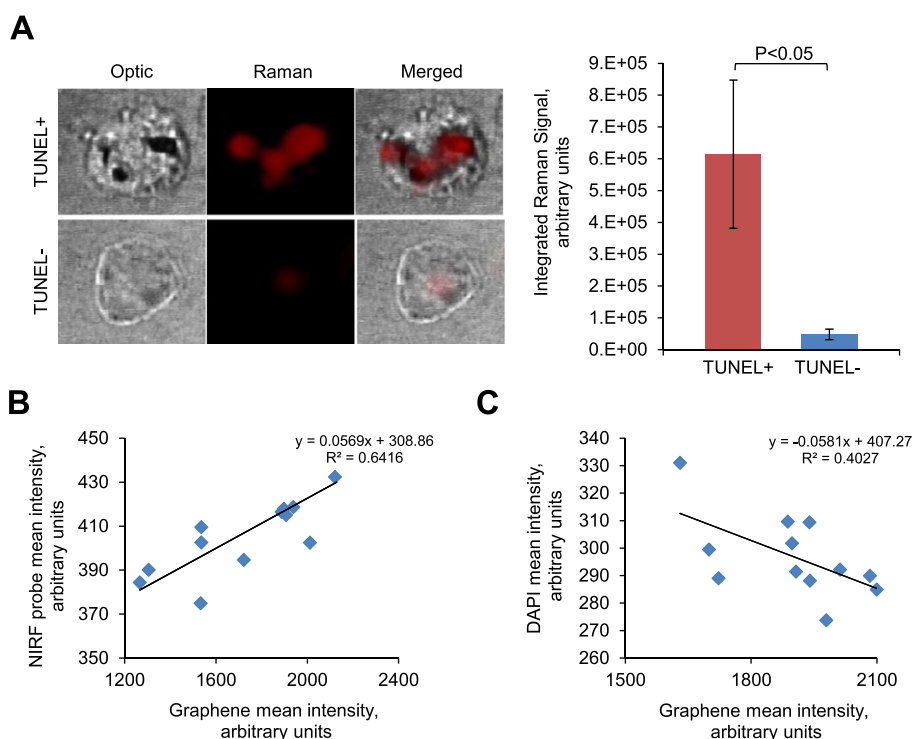 A
Optic Raman Merged
TUNEL+
TUNEL-
P<0.05
Integrated Raman Signal,
arbitrary units
9.E+05
8.E+05
7.E+05
6.E+05
5.E+05
4.E+05
3.E+05
2.E+05
1.E+05
0.E+00
TUNEL+ TUNEL-
B
NIRF probe mean intensity,
arbitrary units
450
430
410
390
370
350
y = 0.0569x + 308.86
R² = 0.6416
1200 1600 2000 2400
Graphene mean intensity,
arbitrary units
C
DAPI mean intensity,
arbitrary units
340
330
320
310
300
290
280
270
260
y = -0.0581x + 407.27
R² = 0.4027
1500 1800 2100
Graphene mean intensity,
arbitrary units